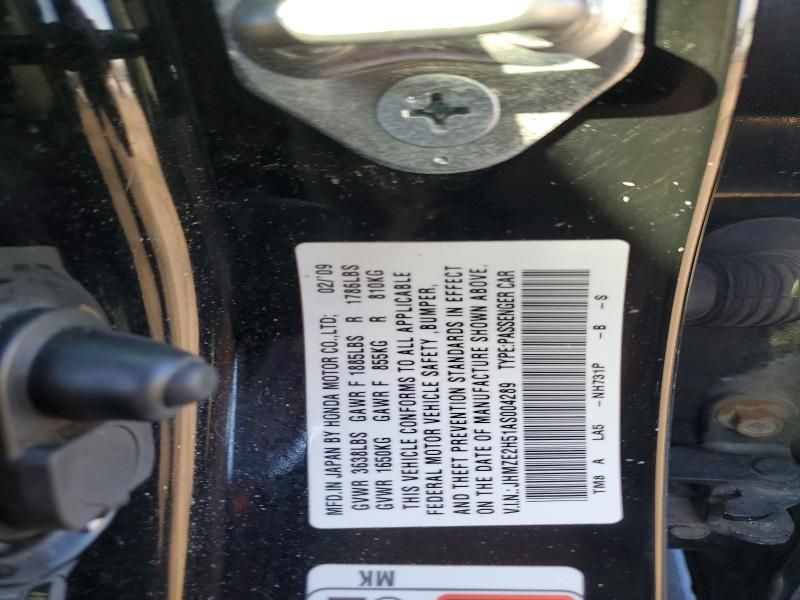 MFD.IN JAPAN BY HONDA MOTOR CO.,LTD; 02/'09
GVWR 3638LBS GAWR F 1885LBS R 1786LBS
GVWR 1650KG GAWR F 855KG R 810KG
THIS VEHICLE CONFORMS TO ALL APPLICABLE
FEDERAL MOTOR VEHICLE SAFETY ,BUMPER,
AND THEFT PREVENTION STANDARDS IN EFFECT
ON THE DATE OF MANUFACTURE SHOWN ABOVE.
V.I.N.:JHMZE2H51AS004289 TYPE:PASSENGER CAR
TM8 A LA5 -NH731P -B -S
MK